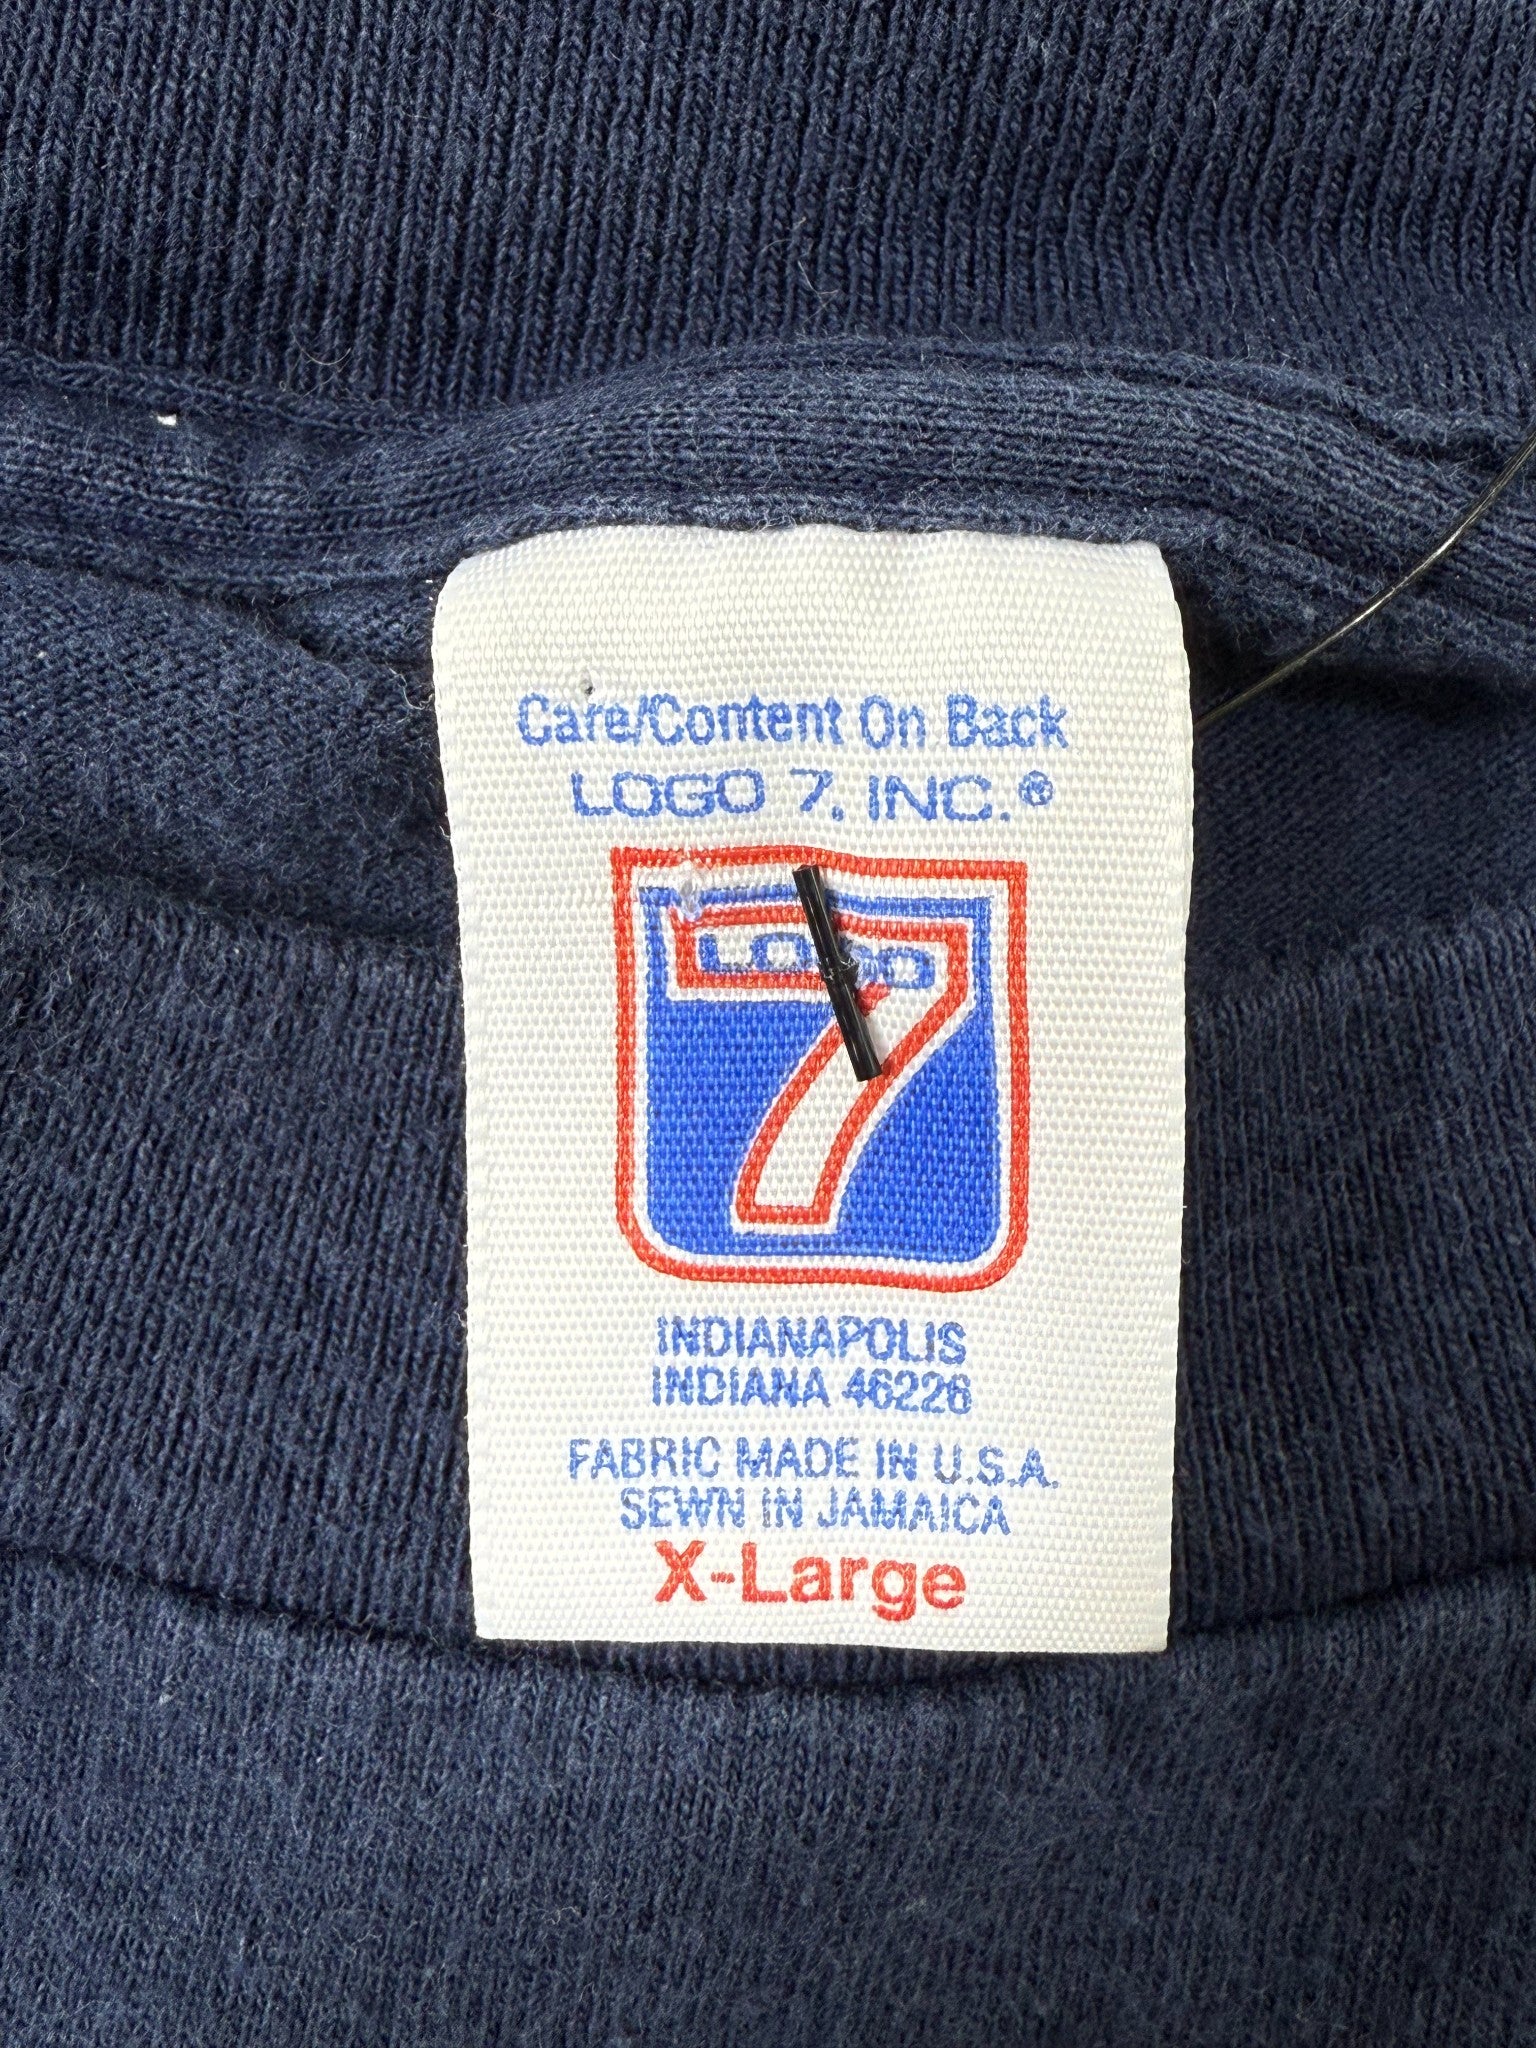 Care/Content On Back
LOGO 7, INC.®
LOGO
7
INDIANAPOLIS
INDIANA 46226
FABRIC MADE IN U.S.A.
SEWN IN JAMAICA
X-Large